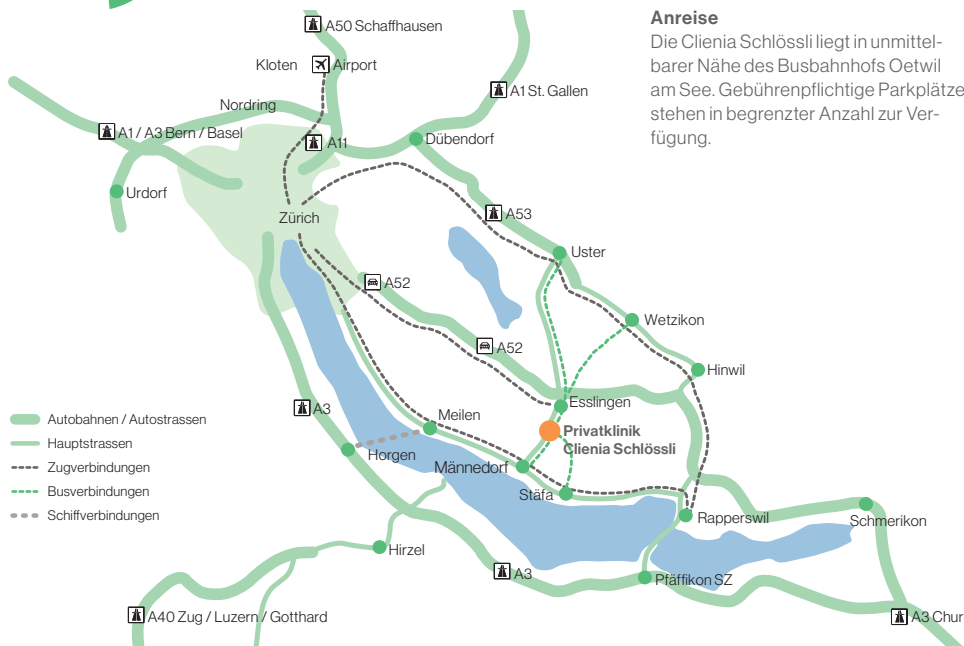 A50 Schaffhausen
Anreise
Die Clienia Schlössli liegt in unmittel-
barer Nähe des Busbahnhofs Oetwil
am See. Gebührenpflichtige Parkplätze
stehen in begrenzter Anzahl zur Ver-
fügung.
Kloten
Airport
A1 St. Gallen
Nordring
A1 / A3 Bern / Basel
A11
Dübendorf
Urdorf
Zürich
A53
Uster
A52
Wetzikon
A52
Hinwil
Esslingen
Privatklinik
Clienia Schlössli
A3
Meilen
Horgen
Männedorf
Stäfa
Rapperswil
Schmerikon
Autobahnen / Autostrassen
Hauptstrassen
Zugverbindungen
Busverbindungen
Schiffverbindungen
Hirzel
A3
Pfäffikon SZ
A40 Zug / Luzern / Gotthard
A3 Chur